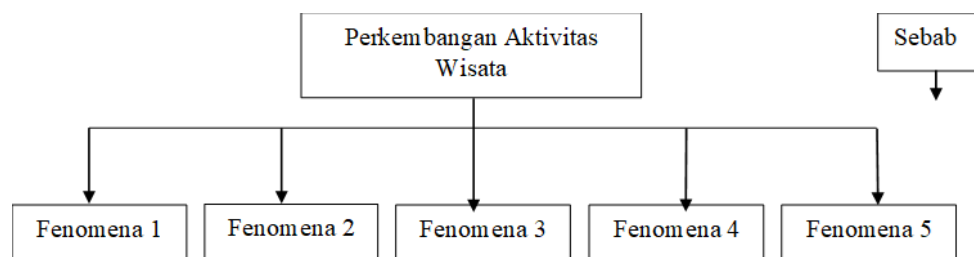 Perkembangan Aktivitas
Wisata
Sebab
Fenomena 1
Fenomena 2
Fenomena 3
Fenomena 4
Fenomena 5